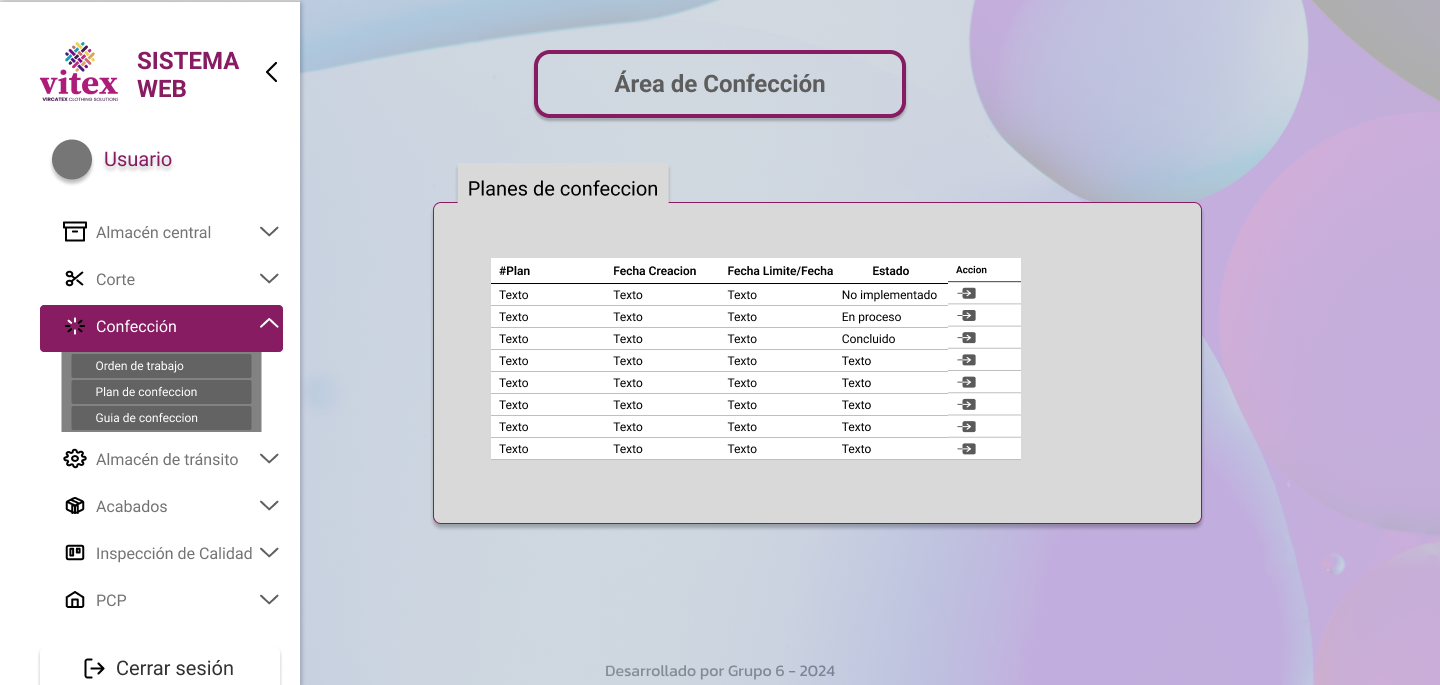 vitex
VIRCATEX CLOTHING SOLUTIONS
SISTEMA
WEB
Usuario
Almacén central
Corte
Confección
Orden de trabajo
Plan de confeccion
Guia de confeccion
Almacén de tránsito
Acabados
Inspección de Calidad
PCP
Cerrar sesión
Área de Confección
Planes de confeccion
#Plan Fecha Creacion Fecha Limite/Fecha Estado Accion
Texto Texto Texto No implementado
Texto Texto Texto En proceso
Texto Texto Texto Concluido
Texto Texto Texto Texto
Texto Texto Texto Texto
Texto Texto Texto Texto
Texto Texto Texto Texto
Texto Texto Texto Texto
Desarrollado por Grupo 6 - 2024